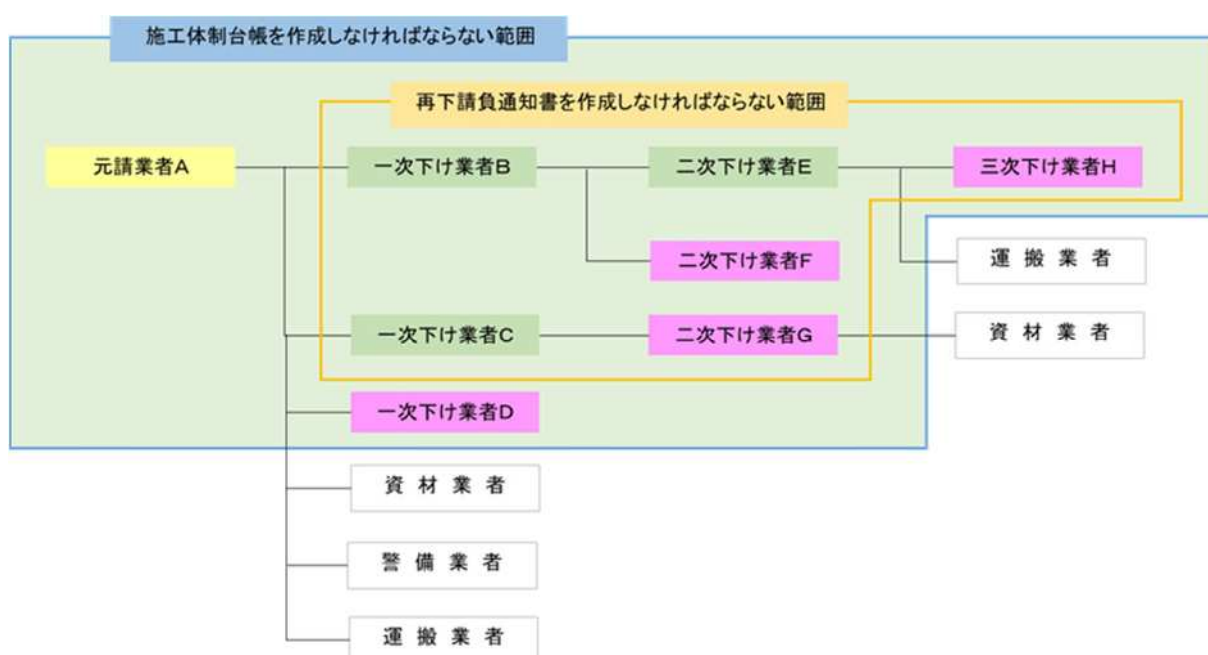 施工体制台帳を作成しなければならない範囲
再下請負通知書を作成しなければならない範囲
元請業者A
一次下け業者B
二次下け業者E
三次下け業者H
二次下け業者F
運搬業者
一次下け業者C
二次下け業者G
資材業者
一次下け業者D
資材業者
警備業者
運搬業者